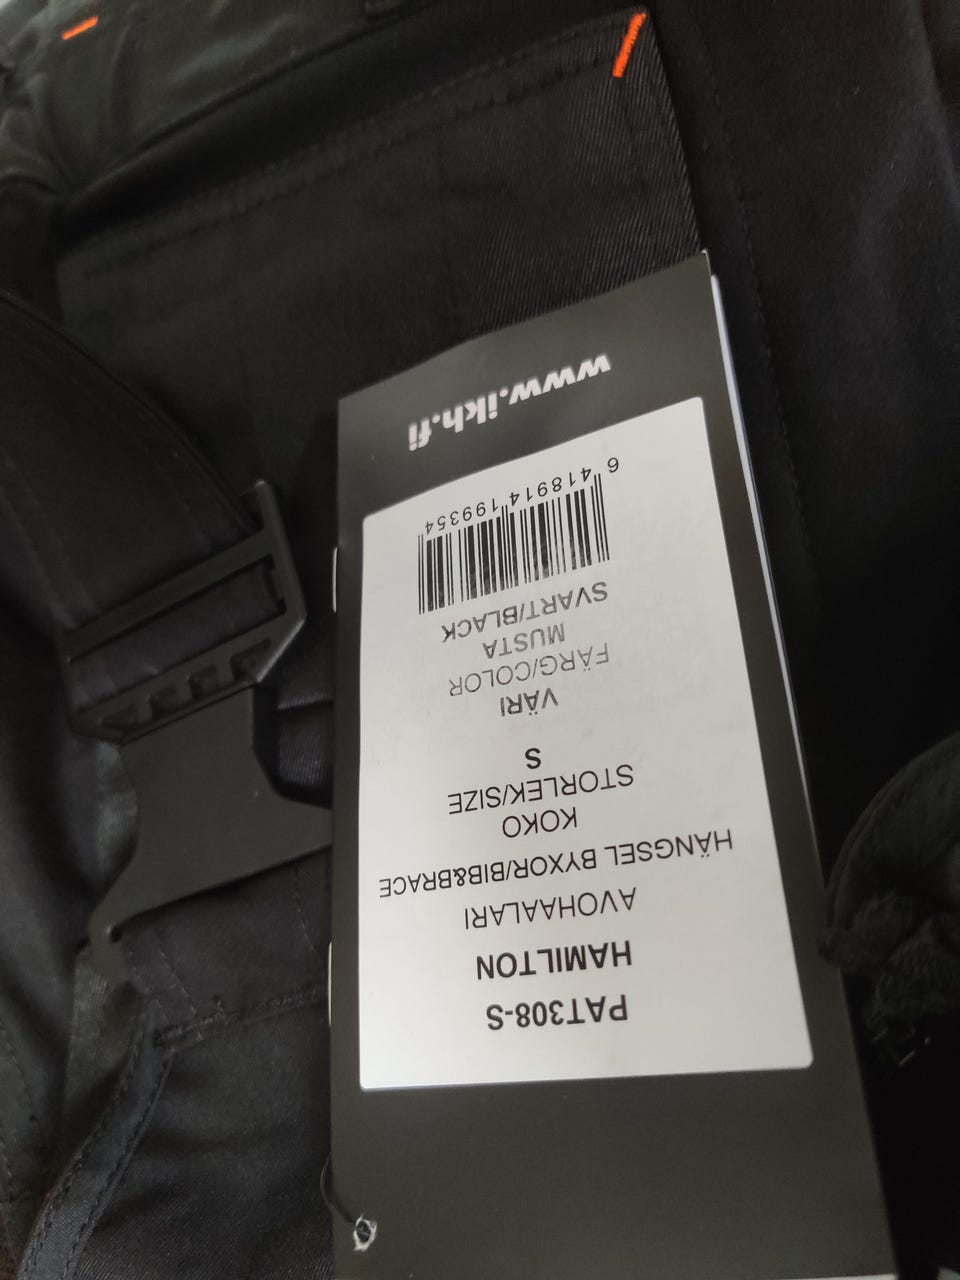 PAT308-S
HAMILTON
AVOHAALARI
HÄNGSEL BYXOR/BIB&BRACE
KOKO
STORLEK/SIZE
S
VÄRI
FÄRG/COLOR
MUSTA
SVART/BLACK
6 418914 199354
www.ikh.fi